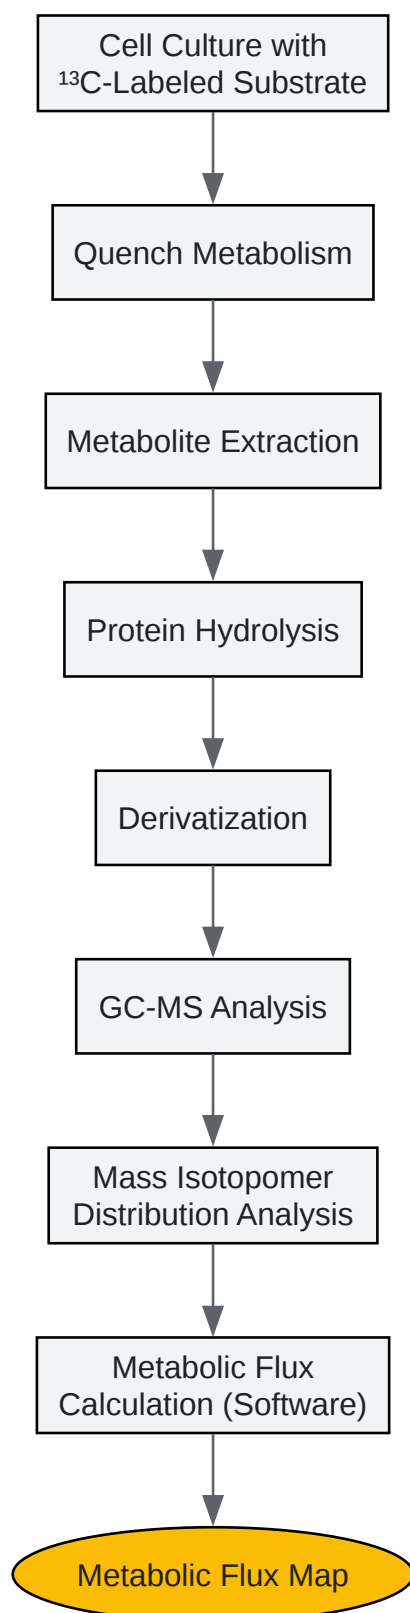 Cell Culture with
¹³C-Labeled Substrate
Quench Metabolism
Metabolite Extraction
Protein Hydrolysis
Derivatization
GC-MS Analysis
Mass Isotopomer
Distribution Analysis
Metabolic Flux
Calculation (Software)
Metabolic Flux Map